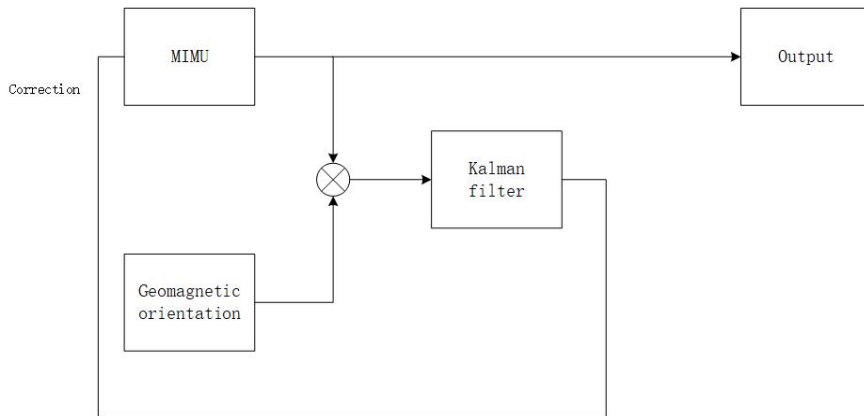 MIMU
Output
Correction
Kalman
filter
Geomagnetic
orientation